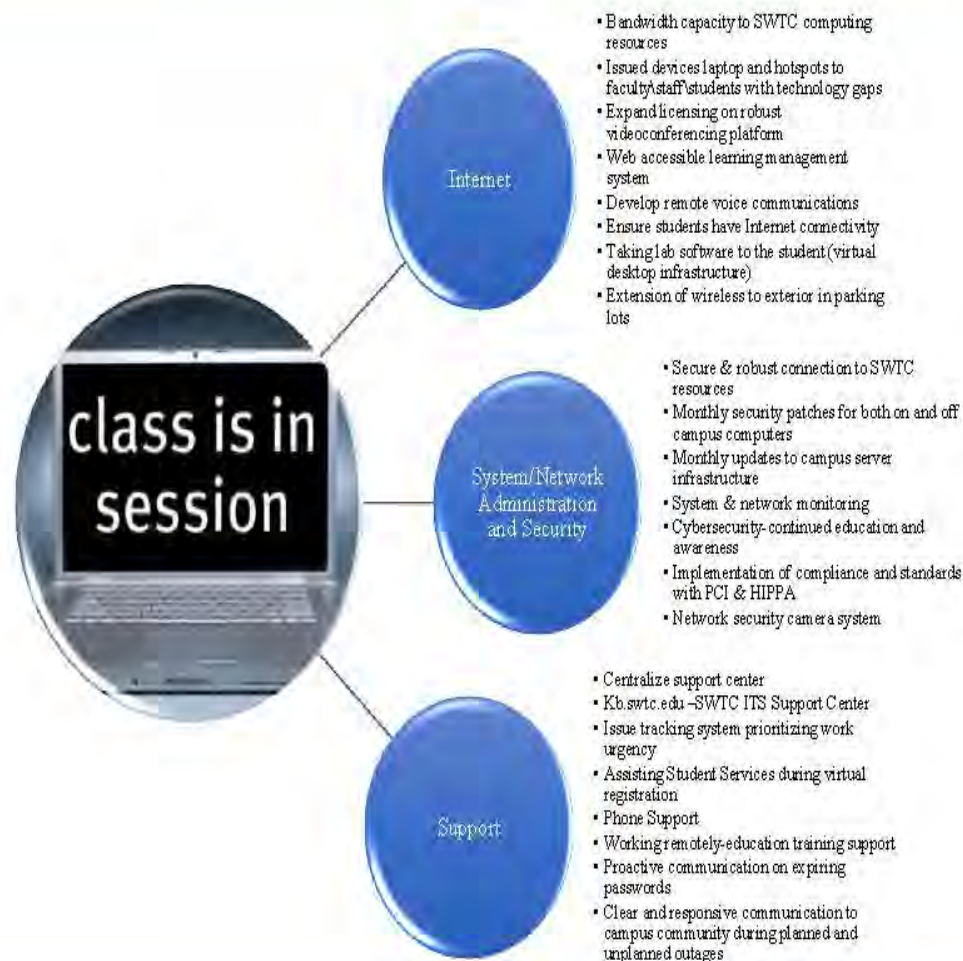 class is in
session
Internet
• Bandwidth capacity to SWTC computing
resources
• Issued devices laptop and hotspots to
faculty\staff\students with technology gaps
• Expand licensing on robust
videoconferencing platform
• Web accessible learning management
system
• Develop remote voice communications
• Ensure students have Internet connectivity
• Taking lab software to the student (virtual
desktop infrastructure)
• Extension of wireless to exterior in parking
lots
System/Network
Administration
and Security
• Secure & robust connection to SWTC
resources
• Monthly security patches for both on and off
campus computers
• Monthly updates to campus server
infrastructure
• System & network monitoring
• Cybersecurity-continued education and
awareness
• Implementation of compliance and standards
with PCI & HIPPA
• Network security camera system
Support
• Centralize support center
• Kb.swtc.edu –SWTC ITS Support Center
• Issue tracking system prioritizing work
urgency
• Assisting Student Services during virtual
registration
• Phone Support
• Working remotely-education training support
• Proactive communication on expiring
passwords
• Clear and responsive communication to
campus community during planned and
unplanned outages